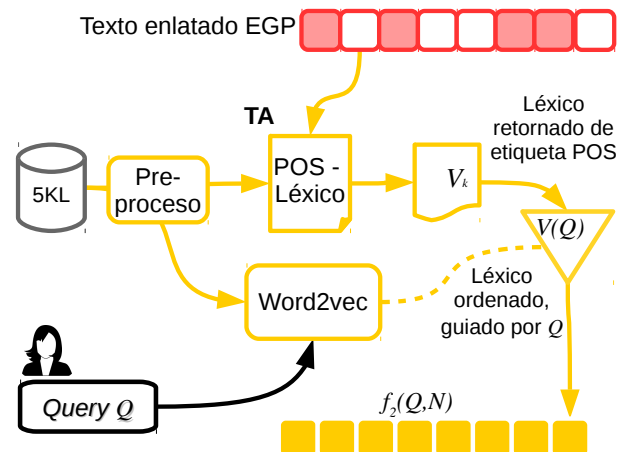 Texto enlatado EGP
TA
Léxico
retornado de
etiqueta POS
5KL
Pre-
proceso
POS -
Léxico
Vk
V(Q)
Word2vec
Léxico
ordenado,
guiado por Q
Query Q
f2(Q,N)